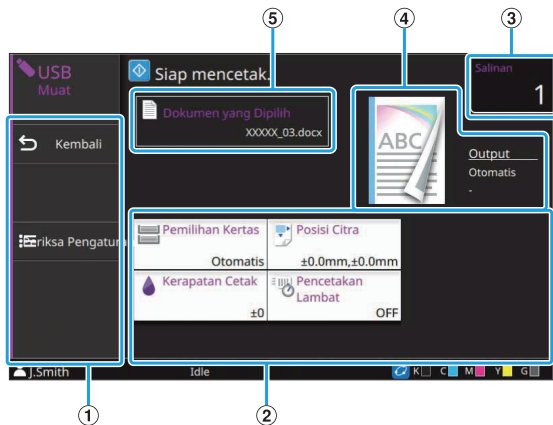 ⑤ ④ ③
USB
Muat
Siap mencetak.
Salinan
1
Dokumen yang Dipilih
XXXXX_03.docx
ABC
Output
Otomatis
-
Kembali
riksa Pengatur
Pemilihan Kertas
Otomatis
Posisi Citra
±0.0mm,±0.0mm
Kerapatan Cetak
±0
Pencetakan
Lambat
OFF
J.Smith Idle K C M Y G
① ②